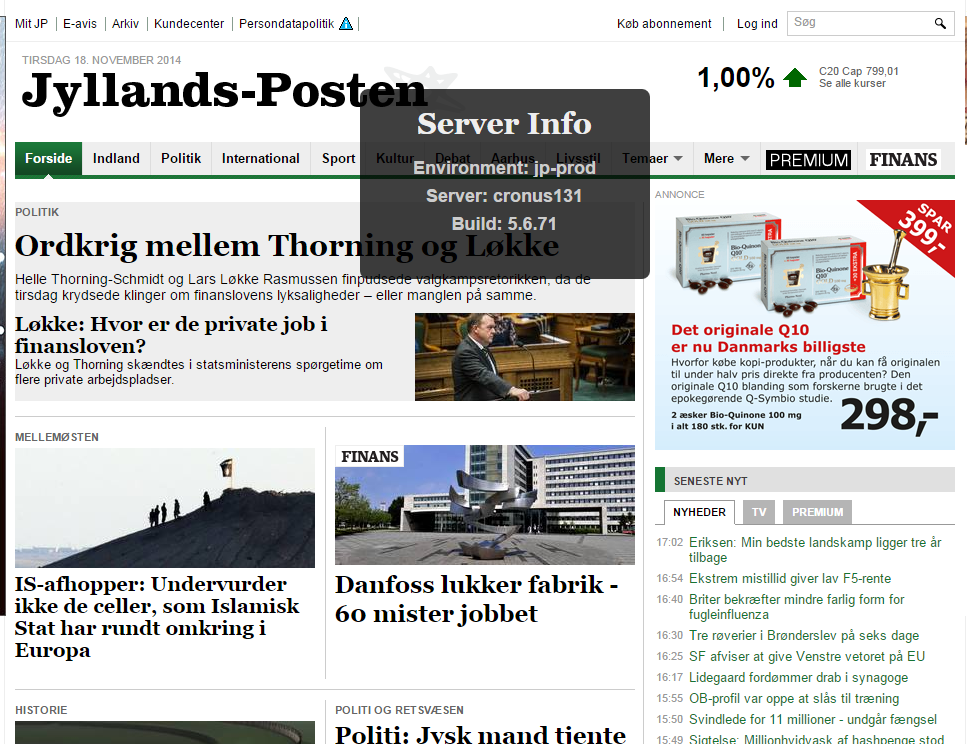 Mit JP E-avis Arkiv Kundecenter Persondatapolitik Køb abonnement Log ind Søg
TIRSDAG 18. NOVEMBER 2014
Jyllands-Posten
1,00% C20 Cap 799,01
Se alle kurser
Server Info
Environment: jp-prod
Server: cronus131
Build: 5.6.71
Forside Indland Politik International Sport Kultur Debat Aarhus Livsstil Temaer Mere PREMIUM FINANS
POLITIK
Ordkrig mellem Thorning og Løkke
Helle Thorning-Schmidt og Lars Løkke Rasmussen finpudsede valgkampsretorikken, da de
tirsdag krydsede klinger om finanslovens lyksaligheder – eller manglen på samme.
Løkke: Hvor er de private job i
finansloven?
Løkke og Thorning skændtes i statsministerens spørgetime om
flere private arbejdspladser.
MELLEMØSTEN
IS-afhopper: Undervurder
ikke de celler, som Islamisk
Stat har rundt omkring i
Europa
FINANS
Danfoss lukker fabrik -
60 mister jobbet
HISTORIE
POLITI OG RETSVÆSEN
Politi: Jysk mand tjente
ANNONCE
SPAR
399,-
Bio-Quinone
Q10
Bio-Quinone
Q10
Det originale Q10
er nu Danmarks billigste
Hvorfor købe kopi-produkter, når du kan få originalen
til under halv pris direkte fra producenten? Den
originale Q10 blanding som forskerne brugte i det
epokegørende Q-Symbio studie.
2 æsker Bio-Quinone 100 mg
i alt 180 stk. for KUN
298,-
SENESTE NYT
NYHEDER TV PREMIUM
17:02 Eriksen: Min bedste landskamp ligger tre år
tilbage
16:54 Ekstrem mistillid giver lav F5-rente
16:40 Briter bekræfter mindre farlig form for
fugleinfluenza
16:30 Tre røverier i Brønderslev på seks dage
16:25 SF afviser at give Venstre vetoret på EU
16:17 Lidegaard fordømmer drab i synagoge
15:55 OB-profil var oppe at slås til træning
15:50 Svindlede for 11 millioner - undgår fængsel
15:49 Sigtelse: Millionhvidvask af hashpenge stod